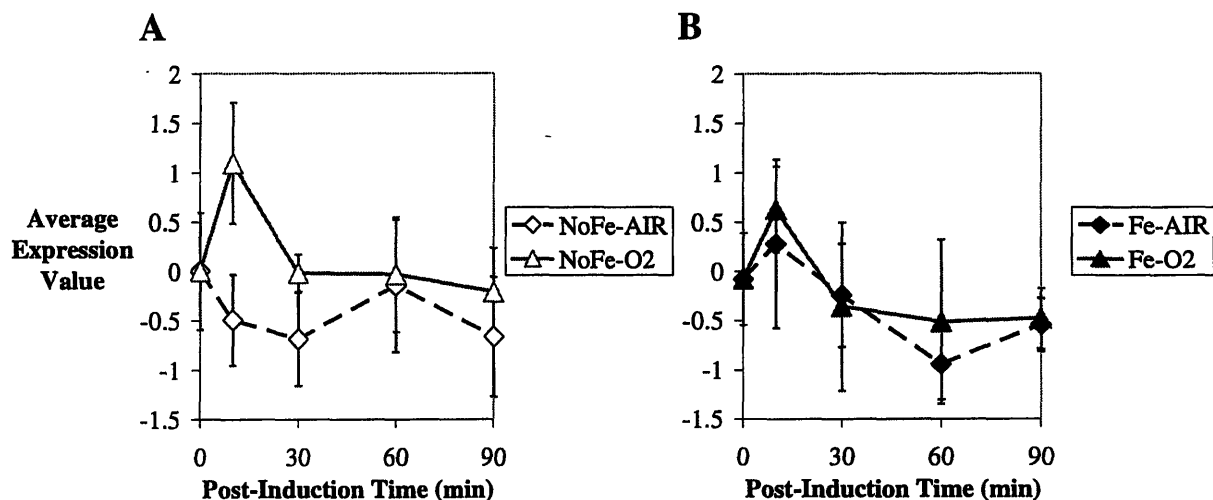 A
B
2
1.5
1
0.5
0
-0.5
-1
-1.5
Average
Expression
Value
0 30 60 90
Post-Induction Time (min)
NoFe-AIR
NoFe-O2
2
1.5
1
0.5
0
-0.5
-1
-1.5
0 30 60 90
Post-Induction Time (min)
Fe-AIR
Fe-O2